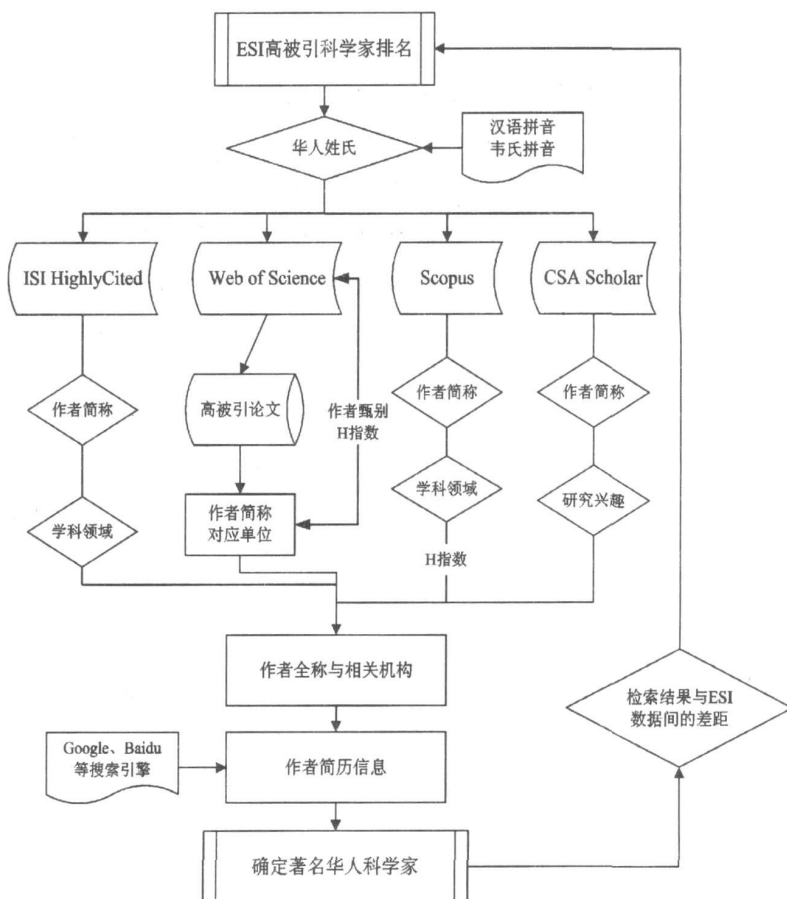 ESI高被引科学家排名
华人姓氏
汉语拼音
韦氏拼音
ISI HighlyCited
Web of Science
Scopus
CSA Scholar
作者简称
高被引论文
作者甄别
H指数
作者简称
作者简称
学科领域
作者简称
对应单位
学科领域
研究兴趣
H指数
作者全称与相关机构
检索结果与ESI
数据间的差距
Google、Baidu
等搜索引擎
作者简历信息
确定著名华人科学家